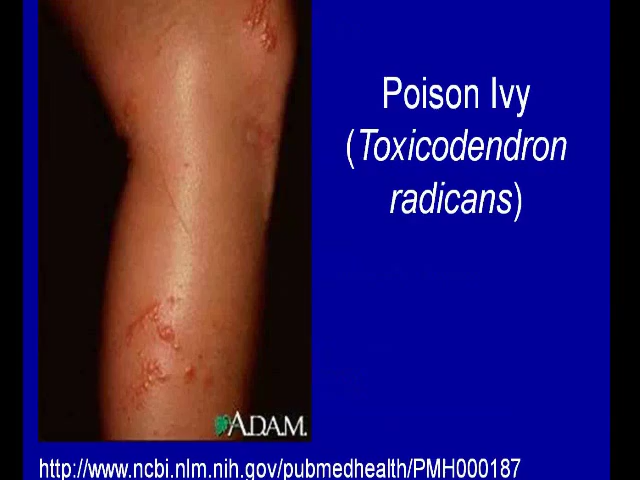 Poison Ivy
(Toxicodendron
radicans)
A.D.A.M.
http://www.ncbi.nlm.nih.gov/pubmedhealth/PMH000187